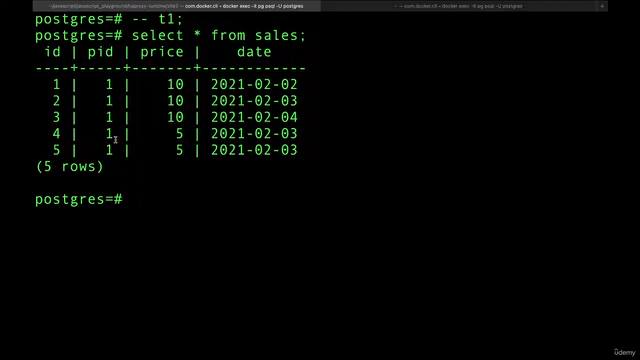 postgres=# -- t1;
postgres=# select * from sales;
id | pid | price | date
----+-----+-------+------------
1 | 1 | 10 | 2021-02-02
2 | 1 | 10 | 2021-02-03
3 | 1 | 10 | 2021-02-04
4 | 1 | 5 | 2021-02-03
5 | 1 | 5 | 2021-02-03
(5 rows)
postgres=#
ûdemy